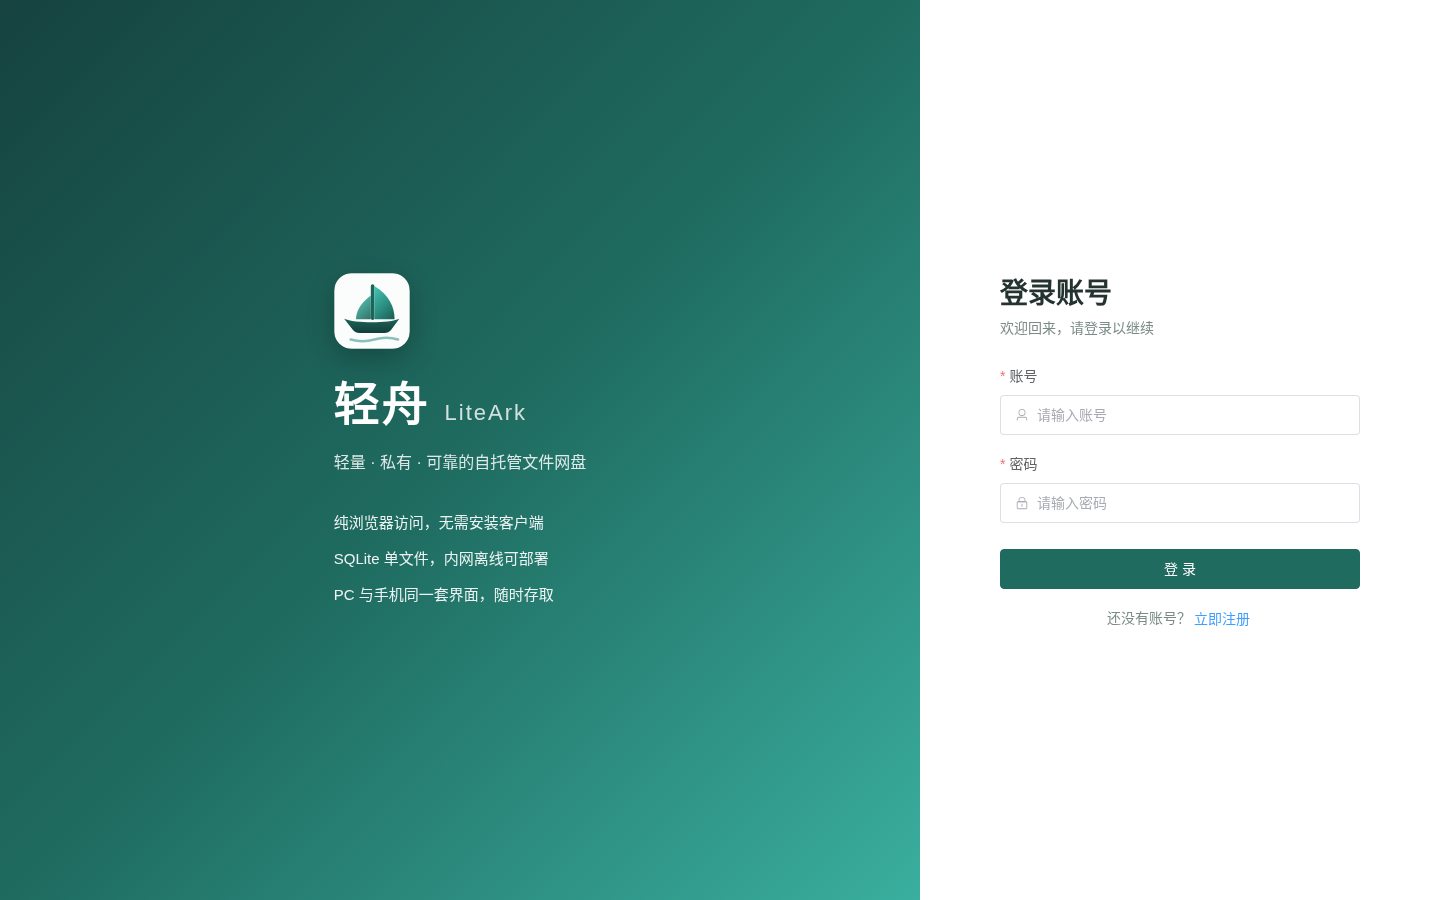 轻舟 LiteArk
轻量 · 私有 · 可靠的自托管文件网盘
纯浏览器访问，无需安装客户端
SQLite 单文件，内网离线可部署
PC 与手机同一套界面，随时存取
登录账号
欢迎回来，请登录以继续
* 账号
请输入账号
* 密码
请输入密码
登 录
还没有账号？ 立即注册